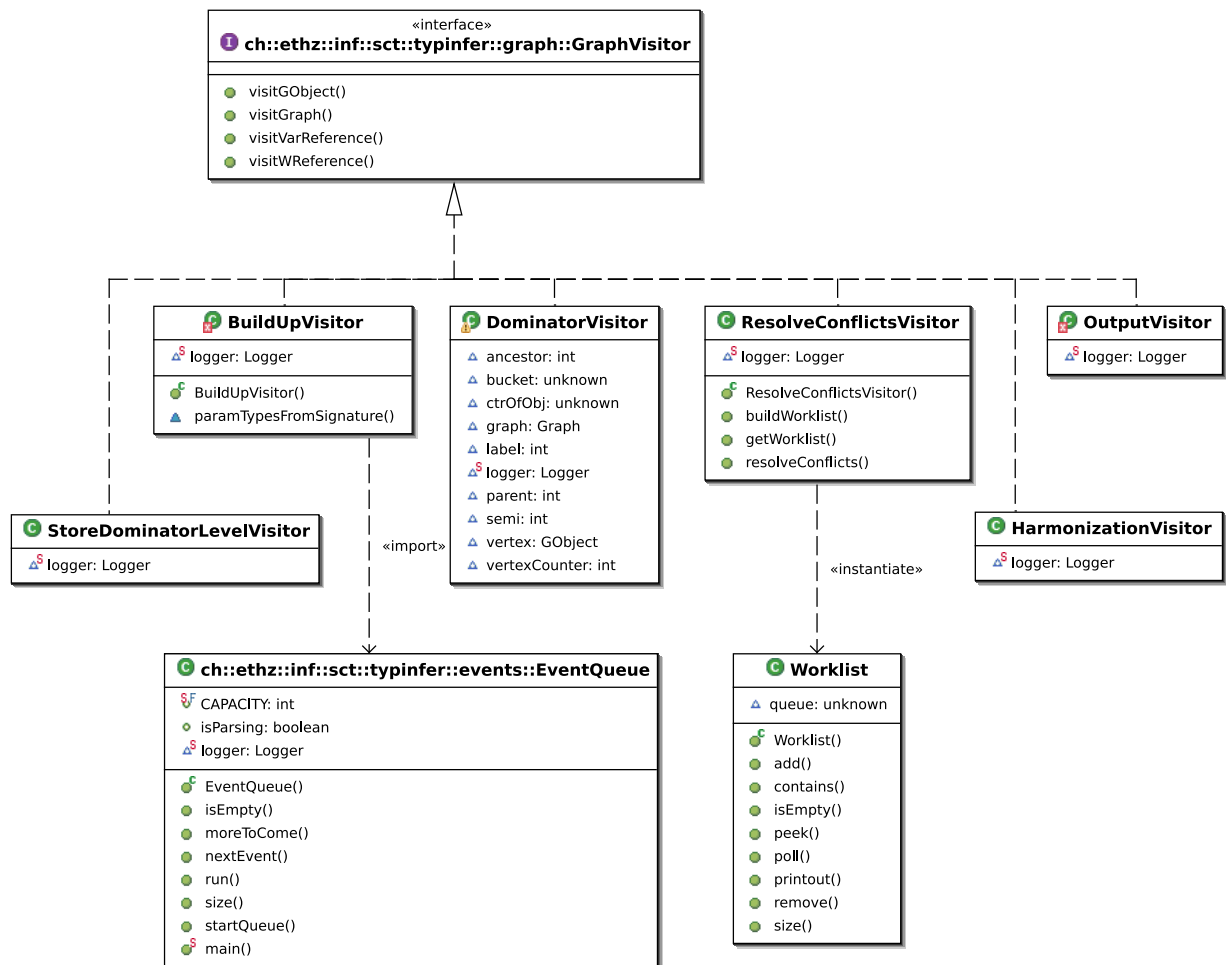 «interface»
ch::ethz::inf::sct::typinfer::graph::GraphVisitor
visitGObject()
visitGraph()
visitVarReference()
visitWReference()
BuildUpVisitor
logger: Logger
BuildUpVisitor()
paramTypesFromSignature()
DominatorVisitor
ancestor: int
bucket: unknown
ctrOfObj: unknown
graph: Graph
label: int
logger: Logger
parent: int
semi: int
vertex: GObject
vertexCounter: int
ResolveConflictsVisitor
logger: Logger
ResolveConflictsVisitor()
buildWorklist()
getWorklist()
resolveConflicts()
OutputVisitor
logger: Logger
StoreDominatorLevelVisitor
logger: Logger
HarmonizationVisitor
logger: Logger
«import»
«instantiate»
ch::ethz::inf::sct::typinfer::events::EventQueue
CAPACITY: int
isParsing: boolean
logger: Logger
EventQueue()
isEmpty()
moreToCome()
nextEvent()
run()
size()
startQueue()
main()
Worklist
queue: unknown
Worklist()
add()
contains()
isEmpty()
peek()
poll()
printout()
remove()
size()